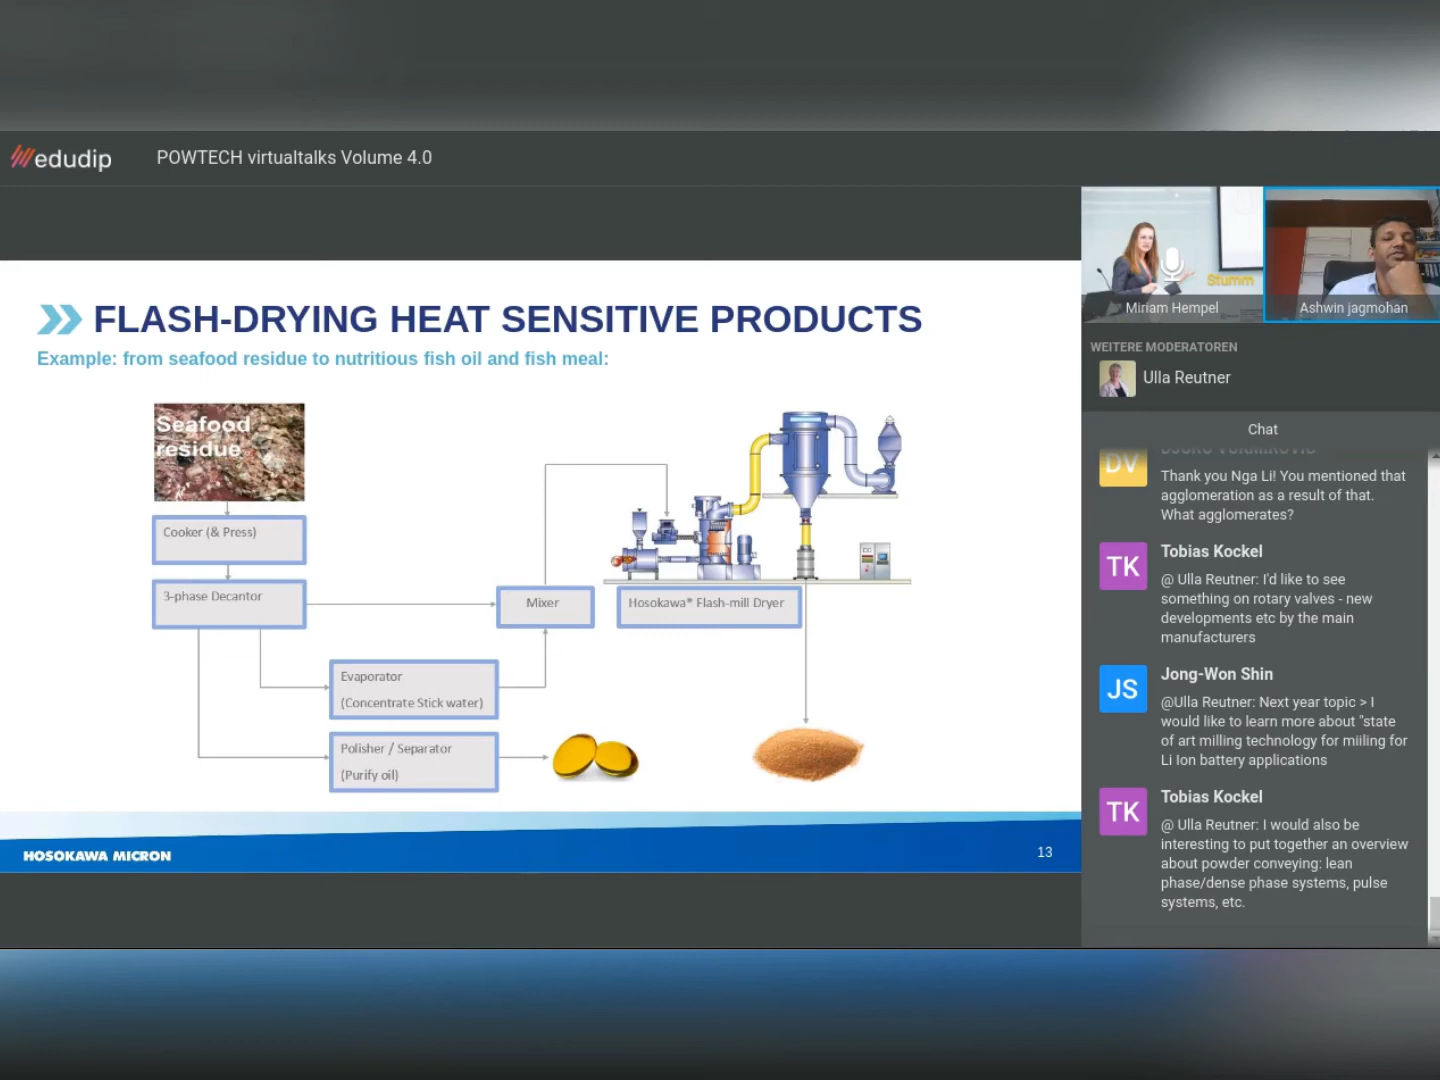 edudip
POWTECH virtualtalks Volume 4.0
FLASH-DRYING HEAT SENSITIVE PRODUCTS
Example: from seafood residue to nutritious fish oil and fish meal:
Seafood
residue
Cooker (& Press)
3-phase Decantor
Mixer
Hosokawa® Flash-mill Dryer
Evaporator
(Concentrate Stick water)
Polisher / Separator
(Purify oil)
HOSOKAWA MICRON
13
Stumm
Miriam Hempel
Ashwin jagmohan
WEITERE MODERATOREN
Ulla Reutner
Chat
DV
Thank you Nga Li! You mentioned that
agglomeration as a result of that.
What agglomerates?
TK
Tobias Kockel
@ Ulla Reutner: I'd like to see
something on rotary valves - new
developments etc by the main
manufacturers
JS
Jong-Won Shin
@Ulla Reutner: Next year topic > I
would like to learn more about "state
of art milling technology for miiling for
Li Ion battery applications
TK
Tobias Kockel
@ Ulla Reutner: I would also be
interesting to put together an overview
about powder conveying: lean
phase/dense phase systems, pulse
systems, etc.